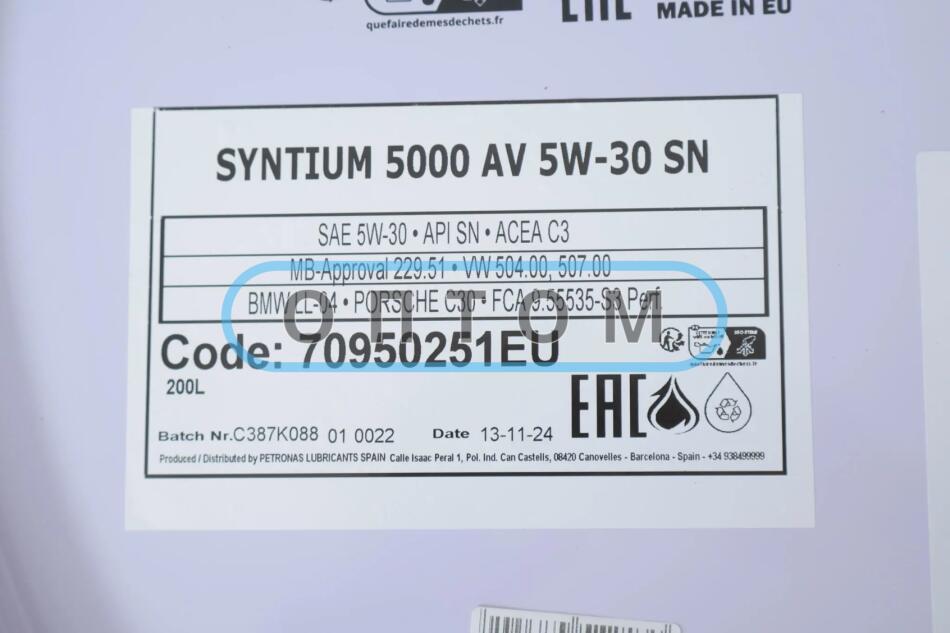 quefairedemesdechets.fr
EAC
MADE IN EU
SYNTIUM 5000 AV 5W-30 SN
SAE 5W-30 • API SN • ACEA C3
MB-Approval 229.51 • VW 504.00, 507.00
BMW LL-04 • PORSCHE C30 • FCA 9.55535-S3 Perf.
ОПТОМ
Code: 70950251EU
200L
EAC
Batch Nr.C387K088 01 0022 Date 13-11-24
Produced / Distributed by PETRONAS LUBRICANTS SPAIN Calle Isaac Peral 1, Pol. Ind. Can Castells, 08420 Canovelles - Barcelona - Spain - +34 938499999